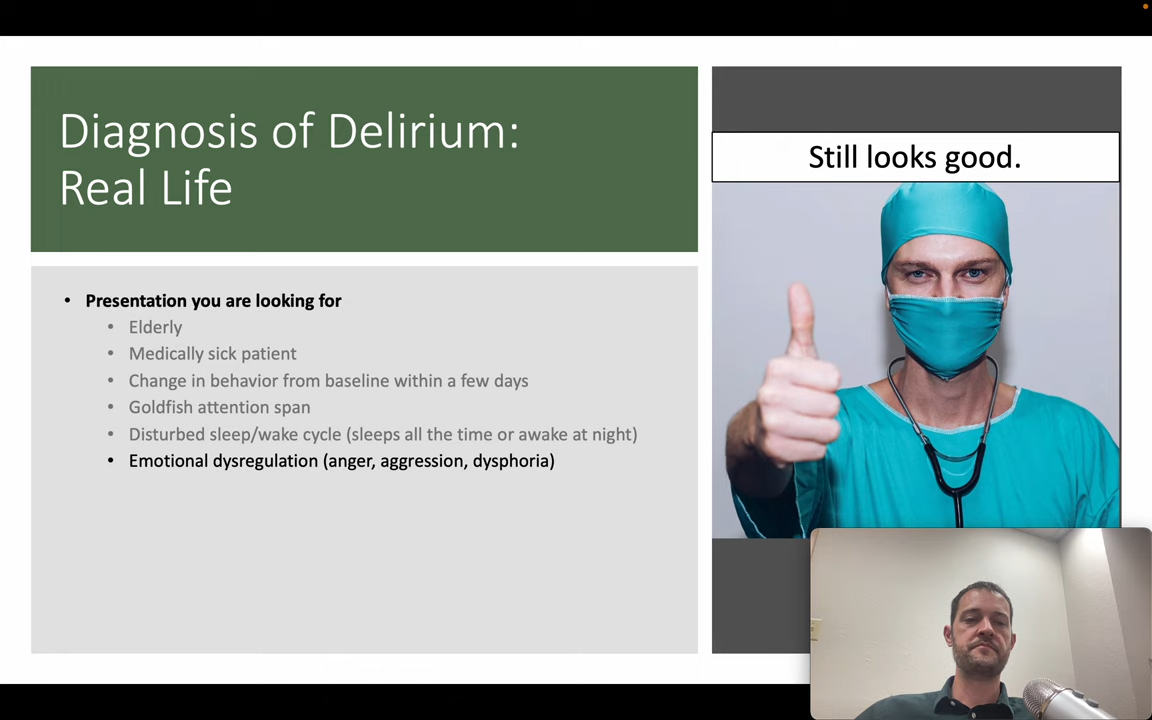 Diagnosis of Delirium:
Real Life
Still looks good.
• Presentation you are looking for
• Elderly
• Medically sick patient
• Change in behavior from baseline within a few days
• Goldfish attention span
• Disturbed sleep/wake cycle (sleeps all the time or awake at night)
• Emotional dysregulation (anger, aggression, dysphoria)